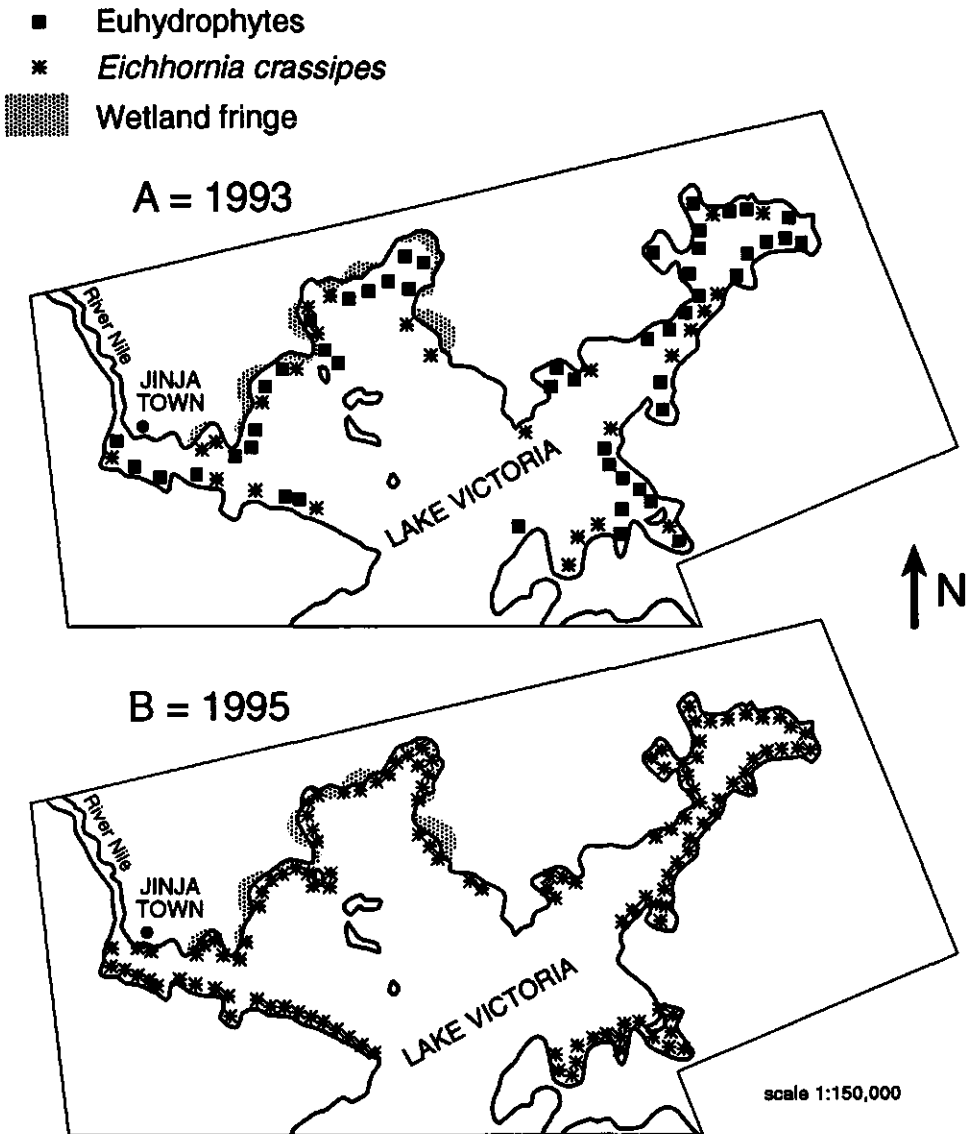 Euhydrophytes
Eichhornia crassipes
Wetland fringe
A = 1993
River Nile
JINJA
TOWN
LAKE VICTORIA
N
B = 1995
River Nile
JINJA
TOWN
LAKE VICTORIA
scale 1:150,000